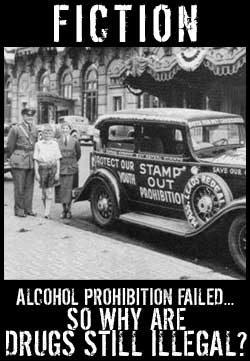 FICTION
SAVE OUR
PROTECT OUR
YOUTH
STAMP
OUT
PROHIBITION
ALCOHOL PROHIBITION FAILED...
SO WHY ARE
DRUGS STILL ILLEGAL?